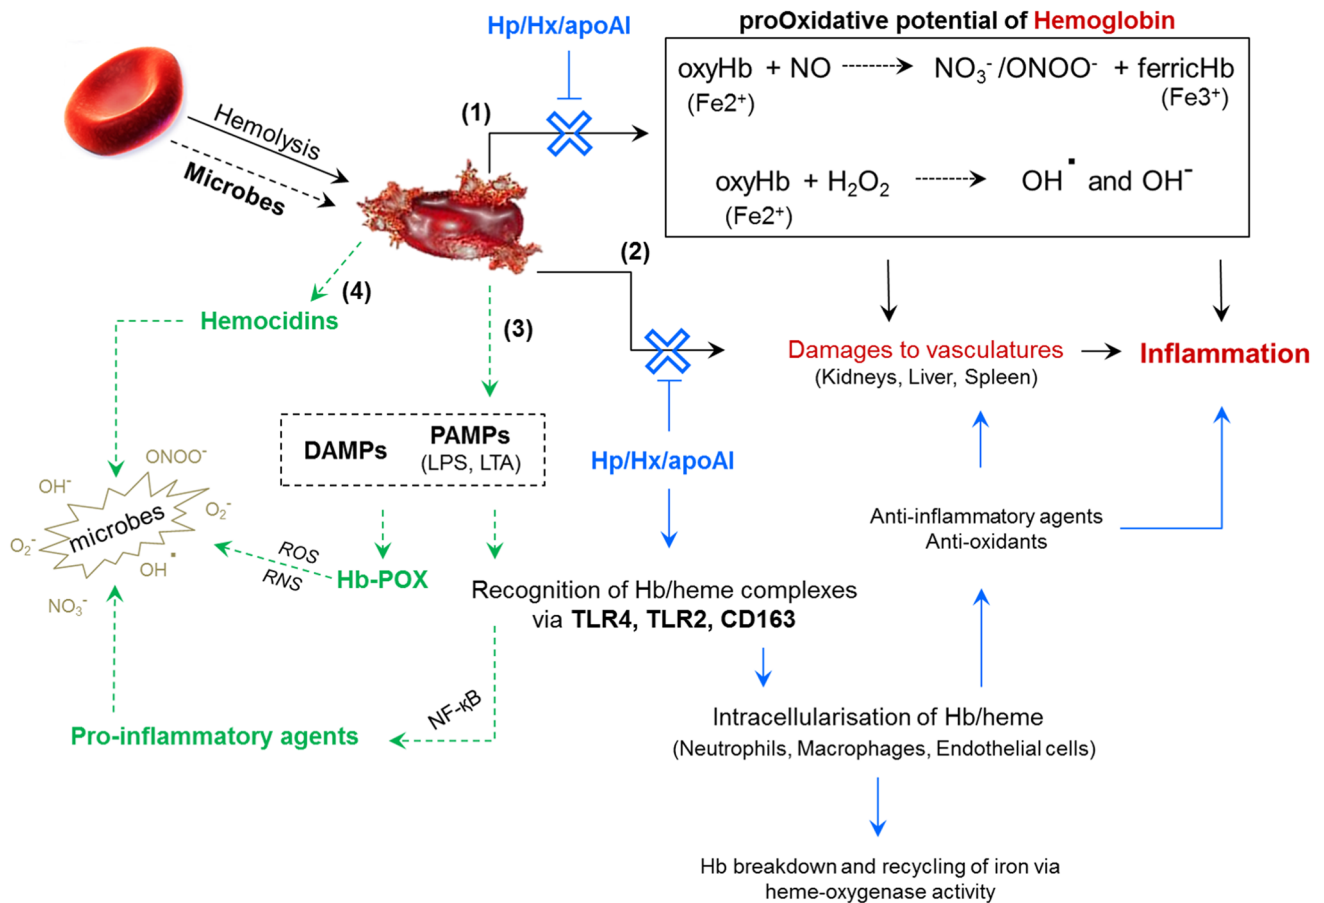 Hp/Hx/apoAI
proOxidative potential of Hemoglobin
oxyHb + NO NO₃⁻/ONOO⁻ + ferricHb
(Fe2⁺) (Fe3⁺)
oxyHb + H₂O₂ OH˙ and OH⁻
(Fe2⁺)
Hemolysis
Microbes
(1)
(2)
(3)
(4)
Hemocidins
Damages to vasculatures
(Kidneys, Liver, Spleen)
Inflammation
DAMPs
PAMPs
(LPS, LTA)
Hp/Hx/apoAI
ONOO⁻
OH⁻
O₂⁻
microbes
O₂⁻
OH˙
NO₃⁻
ROS
RNS
Hb-POX
Anti-inflammatory agents
Anti-oxidants
Recognition of Hb/heme complexes
via TLR4, TLR2, CD163
NF-κB
Pro-inflammatory agents
Intracellularisation of Hb/heme
(Neutrophils, Macrophages, Endothelial cells)
Hb breakdown and recycling of iron via
heme-oxygenase activity